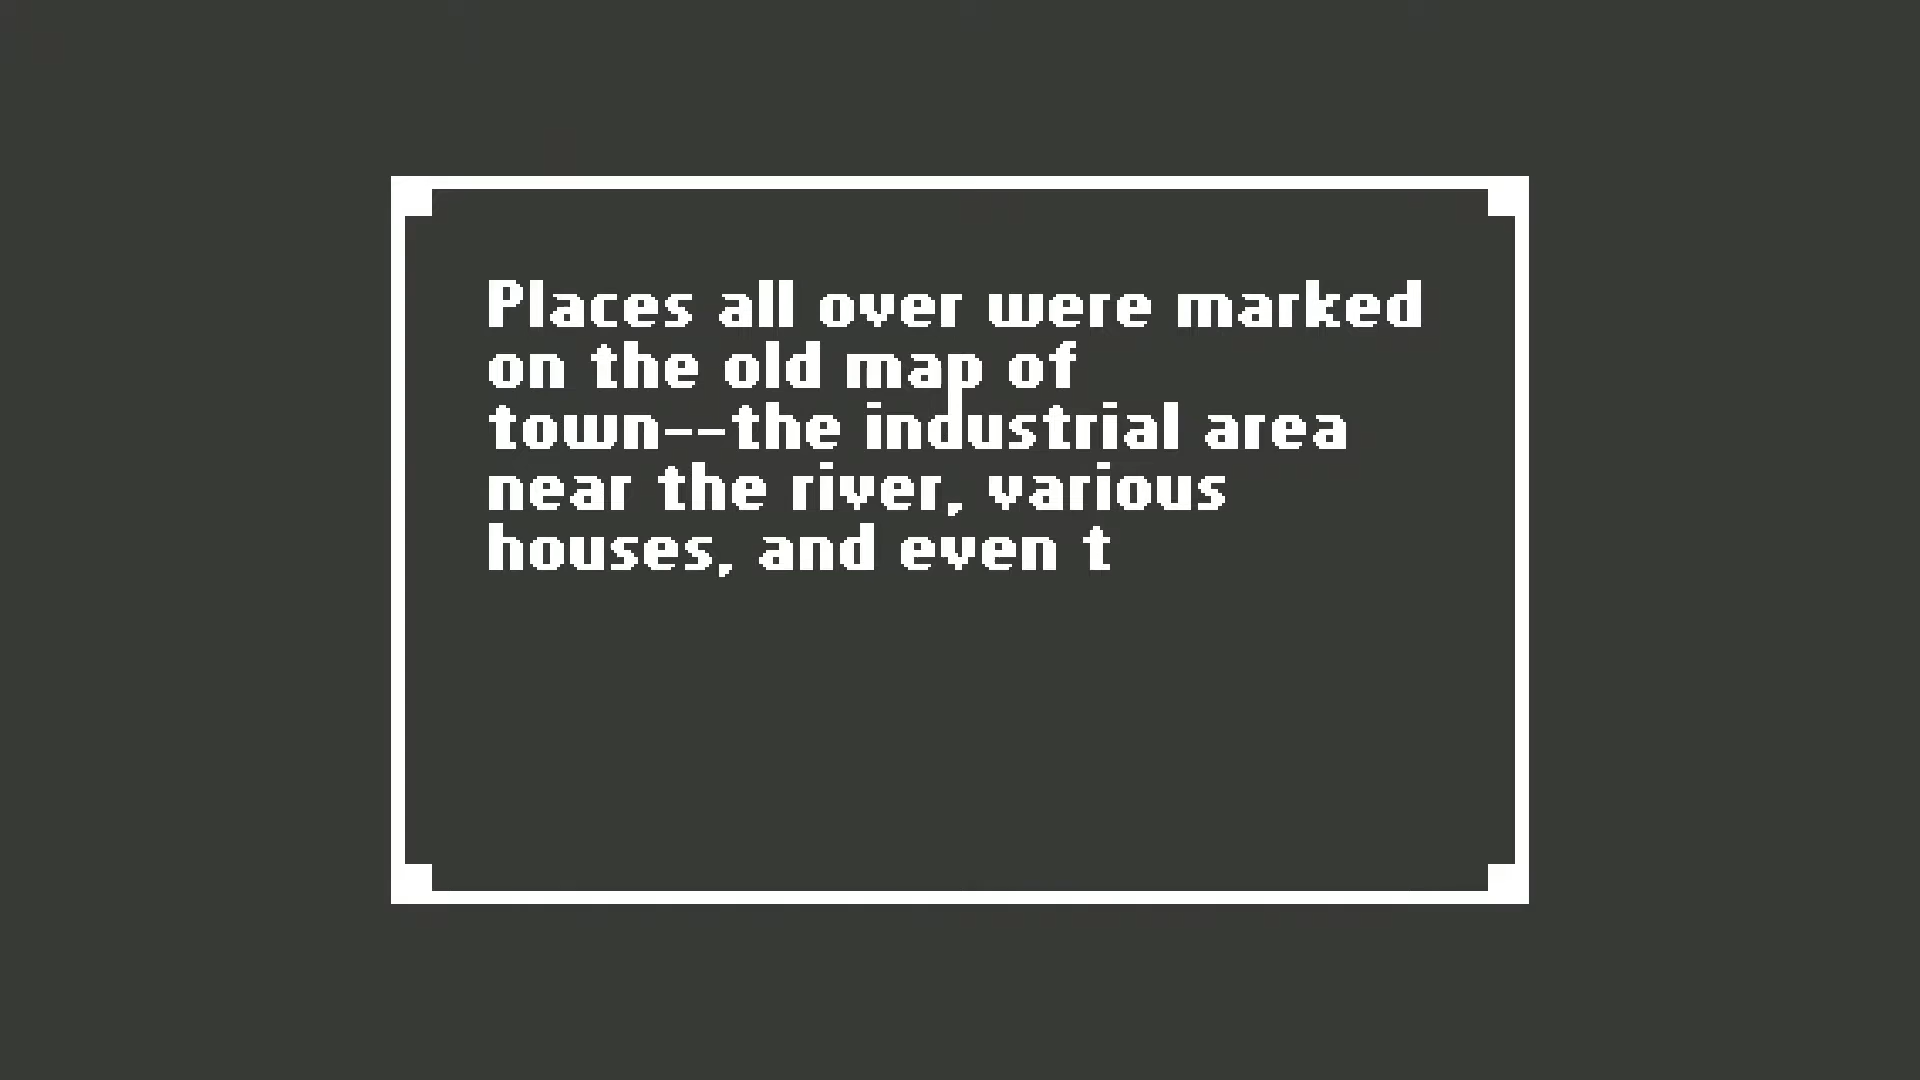 Places all over were marked
on the old map of
town--the industrial area
near the river, various
houses, and even t